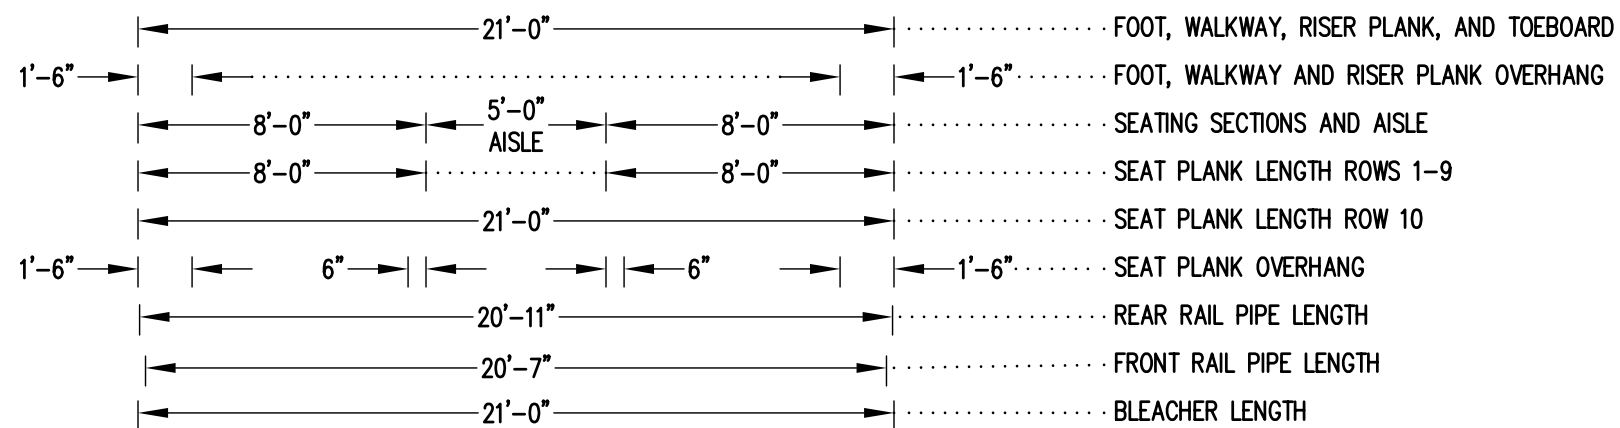 21'-0" FOOT, WALKWAY, RISER PLANK, AND TOEBOARD
1'-6" 1'-6" FOOT, WALKWAY AND RISER PLANK OVERHANG
8'-0" 5'-0" 8'-0" SEATING SECTIONS AND AISLE
AISLE
8'-0" 8'-0" SEAT PLANK LENGTH ROWS 1-9
21'-0" SEAT PLANK LENGTH ROW 10
1'-6" 6" 6" 1'-6" SEAT PLANK OVERHANG
20'-11" REAR RAIL PIPE LENGTH
20'-7" FRONT RAIL PIPE LENGTH
21'-0" BLEACHER LENGTH